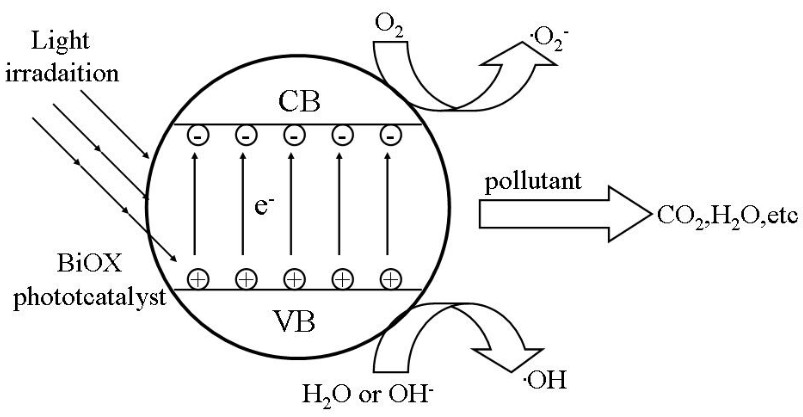 Light
irradaition
O₂
·O₂⁻
CB
- - - - -
e⁻
pollutant
CO₂,H₂O,etc
BiOX
phototcatalyst
+ + + + +
VB
H₂O or OH⁻
·OH